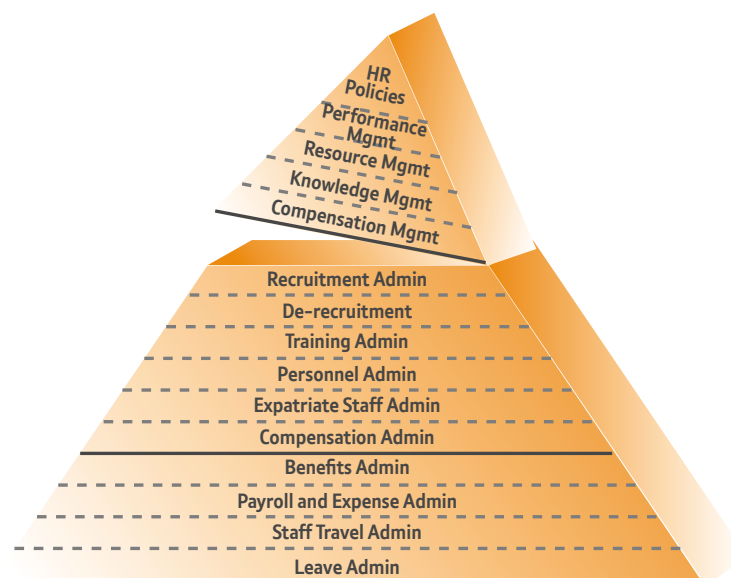 HR
Policies
Performance
Mgmt
Resource Mgmt
Knowledge Mgmt
Compensation Mgmt
Recruitment Admin
De-recruitment
Training Admin
Personnel Admin
Expatriate Staff Admin
Compensation Admin
Benefits Admin
Payroll and Expense Admin
Staff Travel Admin
Leave Admin